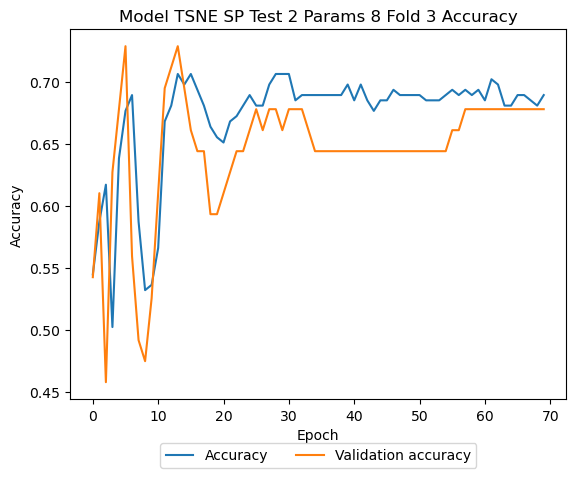 Model TSNE SP Test 2 Params 8 Fold 3 Accuracy
Accuracy
0.70
0.65
0.60
0.55
0.50
0.45
0 10 20 30 40 50 60 70
Epoch
Accuracy Validation accuracy